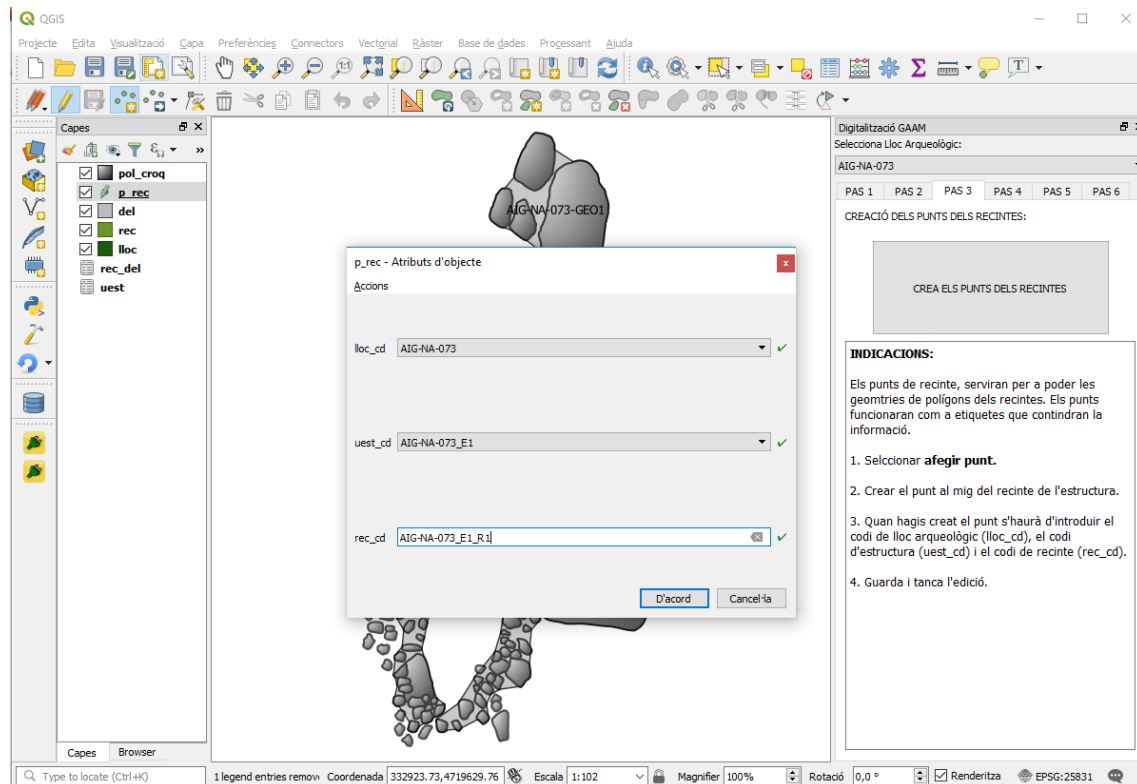 QGIS
Projecte Edita Visualització Capa Preferències Connectors Vectorial Ràster Base de dades Processant Ajuda
Capes
pol_croq
p_rec
del
rec
lloc
rec_del
uest
Capes Browser
AIG-NA-073-GEO1
p_rec - Atributs d'objecte
Accions
lloc_cd AIG-NA-073
uest_cd AIG-NA-073_E1
rec_cd AIG-NA-073_E1_R1
D'acord Cancel·la
Digitalització GAAM
Selecciona Lloc Arqueològic:
AIG-NA-073
PAS 1 PAS 2 PAS 3 PAS 4 PAS 5 PAS 6
CREACIÓ DELS PUNTS DELS RECINTES:
CREA ELS PUNTS DELS RECINTES
INDICACIONS:
Els punts de recinte, serviran per a poder les
geomtries de polígons dels recintes. Els punts
funcionaran com a etiquetes que contindran la
informació.
1. Selccionar afegir punt.
2. Crear el punt al mig del recinte de l'estructura.
3. Quan hagis creat el punt s'haurà d'introduir el
codi de lloc arqueològic (lloc_cd), el codi
d'estructura (uest_cd) i el codi de recinte (rec_cd).
4. Guarda i tanca l'edició.
Type to locate (Ctrl+K) 1 legend entries remov Coordenada 332923.73,4719629.76 Escala 1:102 Magnifier 100% Rotació 0,0 ° Renderitza EPSG:25831